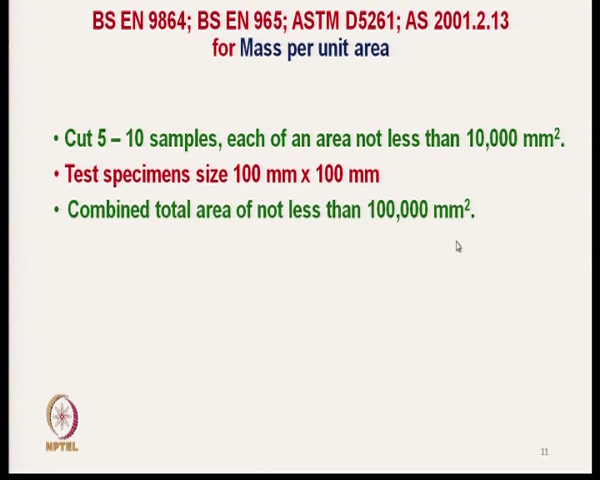 BS EN 9864; BS EN 965; ASTM D5261; AS 2001.2.13
for Mass per unit area
• Cut 5 – 10 samples, each of an area not less than 10,000 mm².
• Test specimens size 100 mm x 100 mm
• Combined total area of not less than 100,000 mm².
NPTEL
11